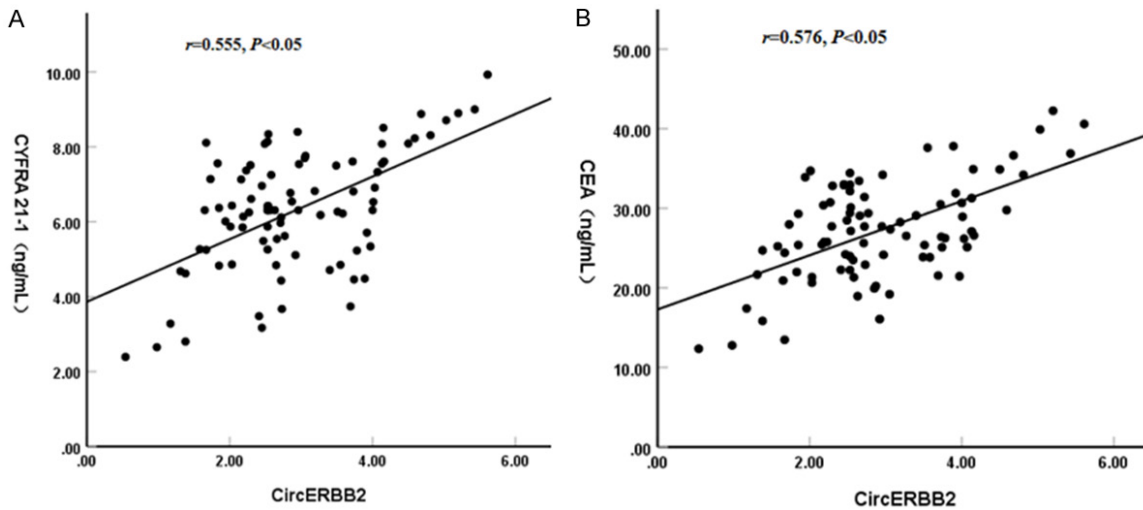 A
r=0.555, P<0.05
10.00
8.00
6.00
4.00
2.00
.00
CYFRA 21-1（ng/mL）
.00 2.00 4.00 6.00
CircERBB2
B
r=0.576, P<0.05
50.00
40.00
30.00
20.00
10.00
.00
CEA（ng/mL）
.00 2.00 4.00 6.00
CircERBB2